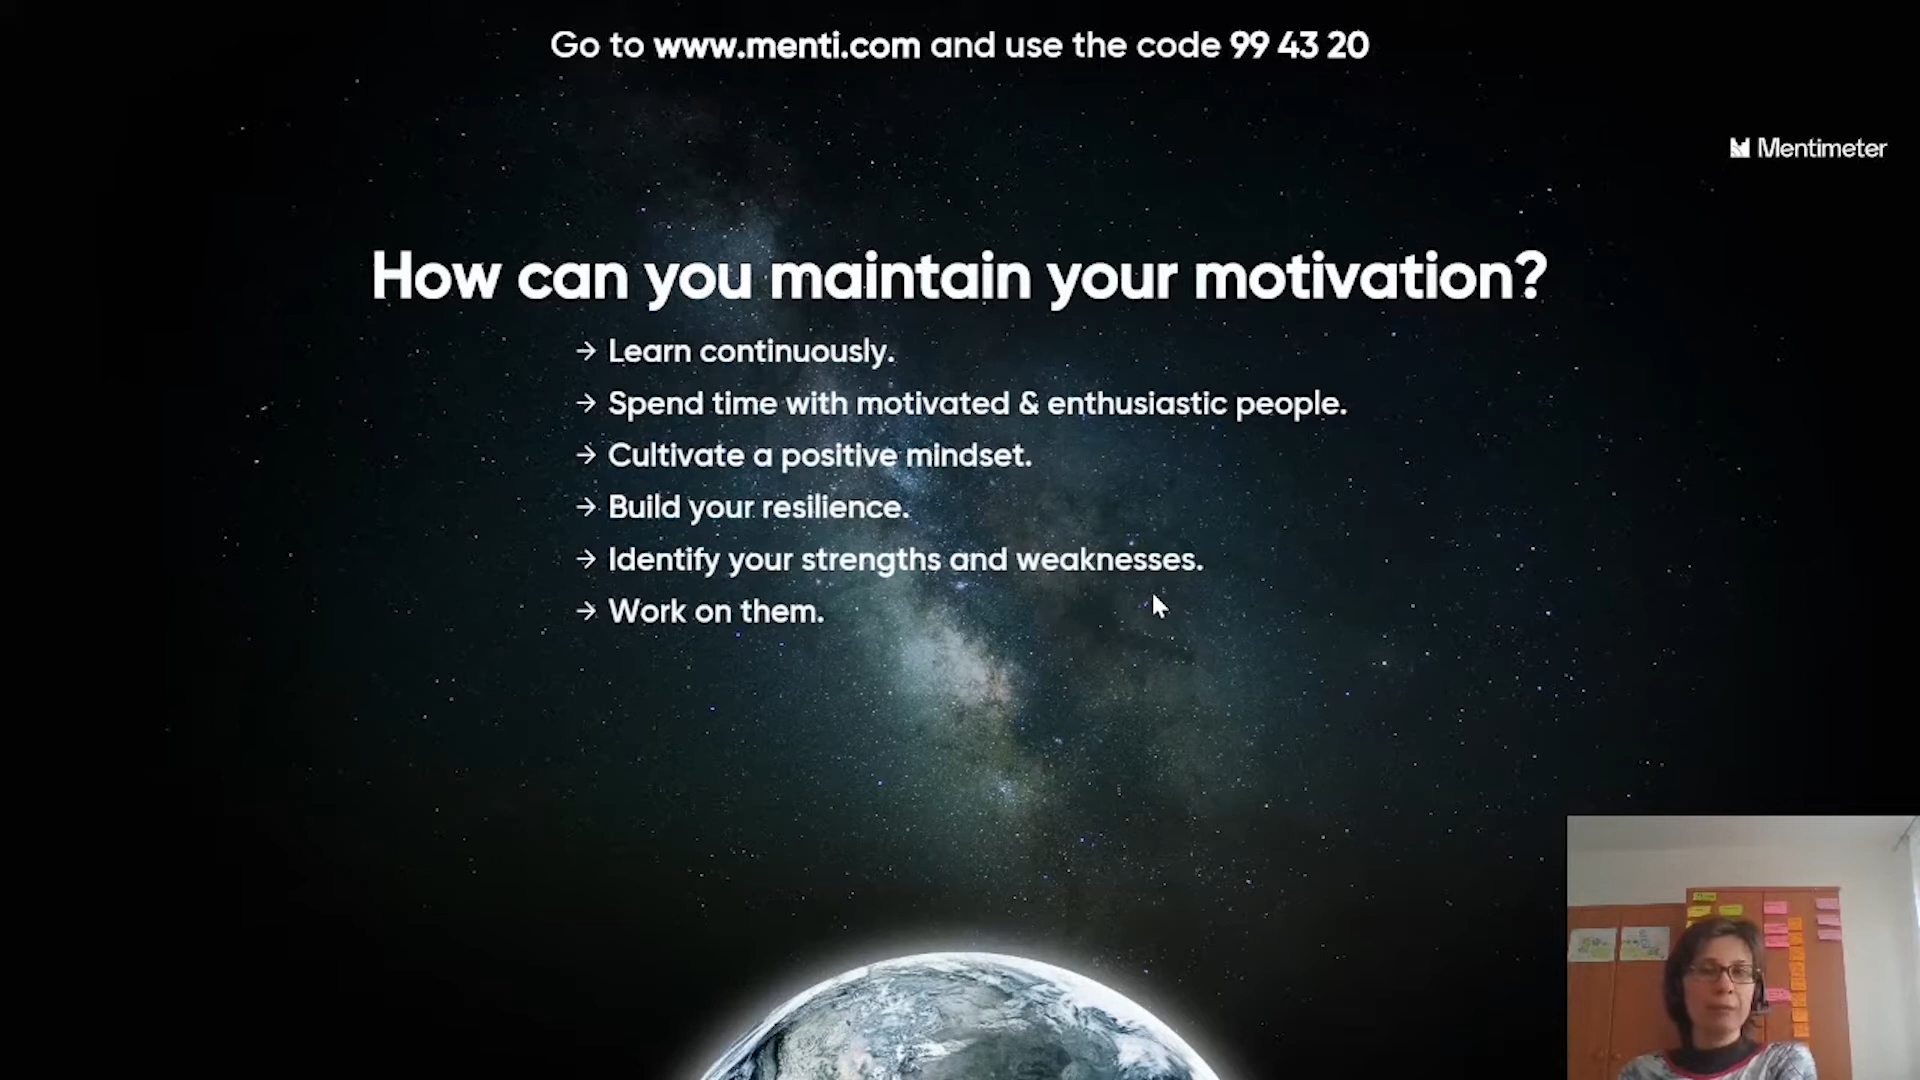 Go to www.menti.com and use the code 99 43 20
Mentimeter
How can you maintain your motivation?
→ Learn continuously.
→ Spend time with motivated & enthusiastic people.
→ Cultivate a positive mindset.
→ Build your resilience.
→ Identify your strengths and weaknesses.
→ Work on them.